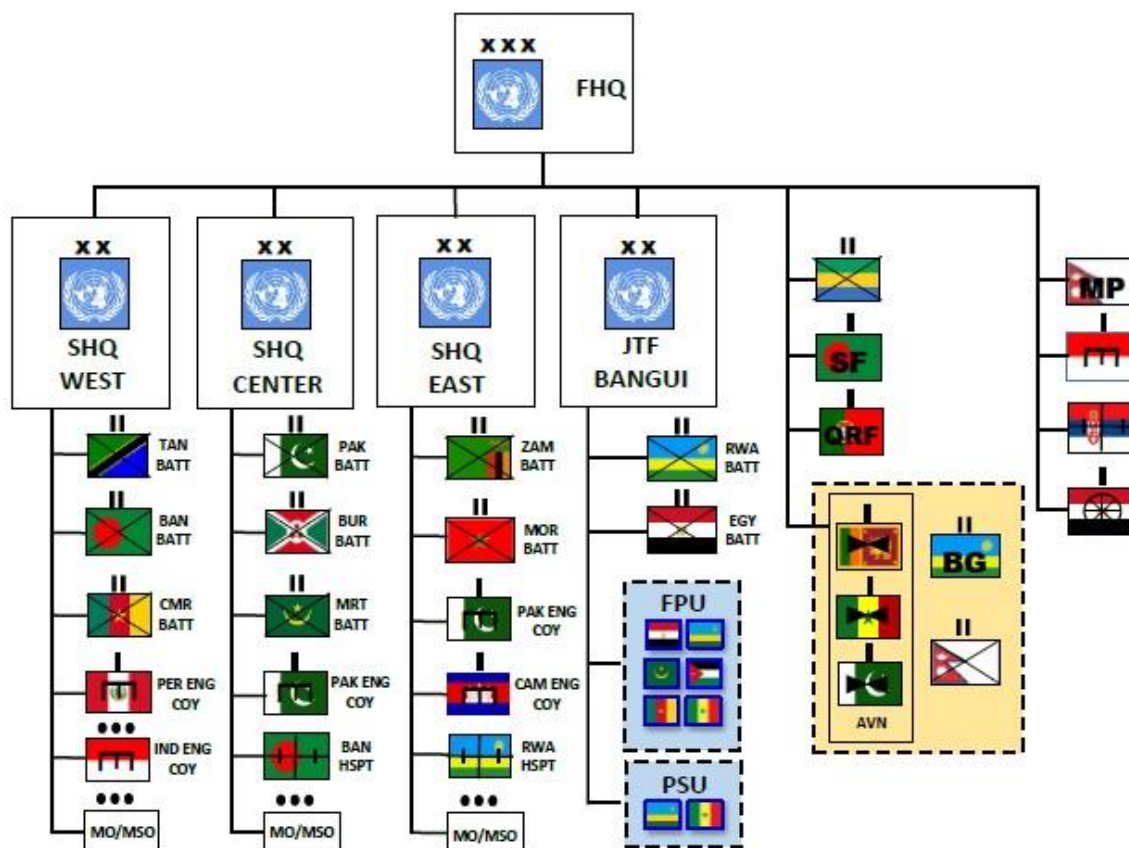 XXX
FHQ
XX
SHQ
WEST
XX
SHQ
CENTER
XX
SHQ
EAST
XX
JTF
BANGUI
II
I
SF
I
QRF
MP
I
I
II
TAN
BATT
II
BAN
BATT
II
CMR
BATT
I
PER ENG
COY
•••
IND ENG
COY
•••
MO/MSO
II
PAK
BATT
II
BUR
BATT
II
MRT
BATT
I
PAK ENG
COY
BAN
HSPT
•••
MO/MSO
II
ZAM
BATT
II
MOR
BATT
I
PAK ENG
COY
I
CAM ENG
COY
RWA
HSPT
•••
MO/MSO
II
RWA
BATT
II
EGY
BATT
FPU
PSU
I
I
I
AVN
II
BG
II